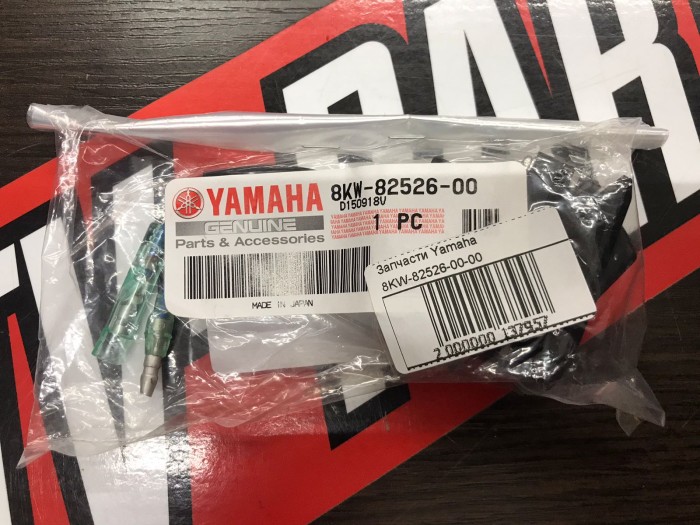 YAMAHA
8KW-82526-00
D150918V
GENUINE
Parts & Accessories
1 PC
MADE IN JAPAN
Запчасти Yamaha
8KW-82526-00-00
2 000000 137957